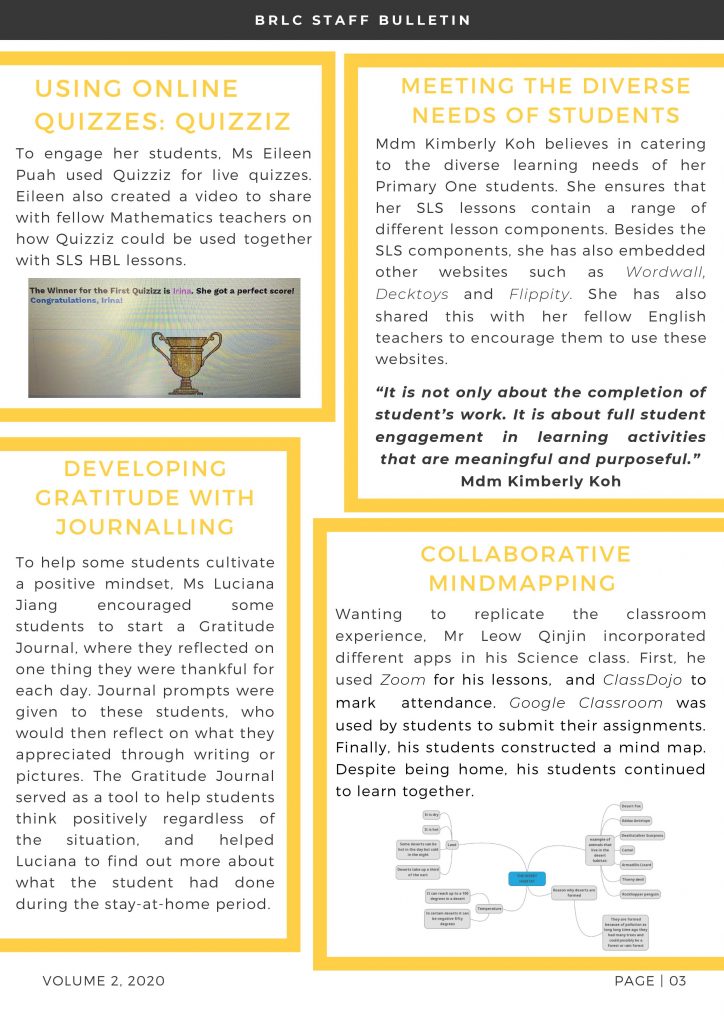 BRLC STAFF BULLETIN
USING ONLINE
QUIZZES: QUIZZIZ
To engage her students, Ms Eileen
Puah used Quizziz for live quizzes.
Eileen also created a video to share
with fellow Mathematics teachers on
how Quizziz could be used together
with SLS HBL lessons.
The Winner for the First Quizizz is Irina. She got a perfect score!
Congratulations, Irina!
MEETING THE DIVERSE
NEEDS OF STUDENTS
Mdm Kimberly Koh believes in catering
to the diverse learning needs of her
Primary One students. She ensures that
her SLS lessons contain a range of
different lesson components. Besides the
SLS components, she has also embedded
other websites such as Wordwall,
Decktoys and Flippity. She has also
shared this with her fellow English
teachers to encourage them to use these
websites.
“It is not only about the completion of
student’s work. It is about full student
engagement in learning activities
that are meaningful and purposeful.”
Mdm Kimberly Koh
DEVELOPING
GRATITUDE WITH
JOURNALLING
To help some students cultivate
a positive mindset, Ms Luciana
Jiang encouraged some
students to start a Gratitude
Journal, where they reflected on
one thing they were thankful for
each day. Journal prompts were
given to these students, who
would then reflect on what they
appreciated through writing or
pictures. The Gratitude Journal
served as a tool to help students
think positively regardless of
the situation, and helped
Luciana to find out more about
what the student had done
during the stay-at-home period.
COLLABORATIVE
MINDMAPPING
Wanting to replicate the classroom
experience, Mr Leow Qinjin incorporated
different apps in his Science class. First, he
used Zoom for his lessons, and ClassDojo to
mark attendance. Google Classroom was
used by students to submit their assignments.
Finally, his students constructed a mind map.
Despite being home, his students continued
to learn together.
It is dry
It is hot
Some deserts can be
hot in the day but cold
in the night
Deserts take up a third
of the
Land
It can reach up to a 100
degrees in a desert
In certain deserts it can
be negative fifty
degrees
Temperature
THE DESERT
HABITAT
example of
animals that
live in the
desert
habitat
Desert Fox
Addax Antelope
Deathstalker Scorpions
Camel
Armadillo Lizard
Thorny devil
Rockhopper penguin
Reason why deserts are
formed
They are formed
because of pollution as
long long time ago they
had many trees and
could possibly be a
forest or rain forest
VOLUME 2, 2020
PAGE | 03